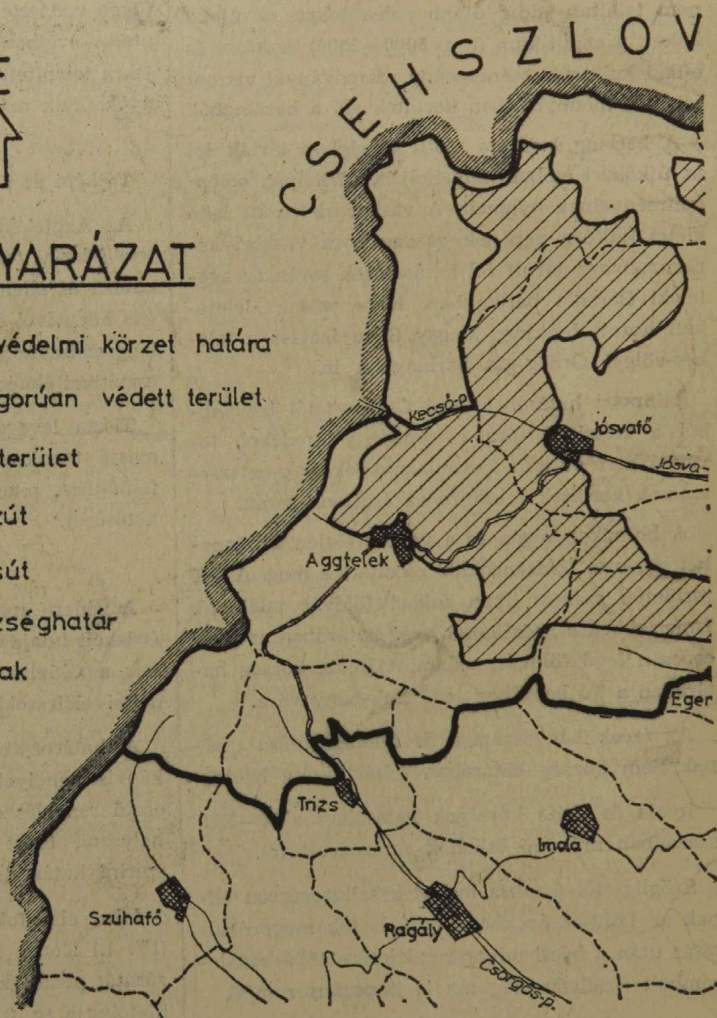 E
CSEHSZLOV
YARÁZAT
védelmi körzet határa
gorúan védett terület
terület
út
sút
zséghatár
ak
Kecső-p.
Jósvafő
Jósva-
Aggtelek
Eger
Trizs
Imola
Szuhafő
Ragály
Csörgős-p.